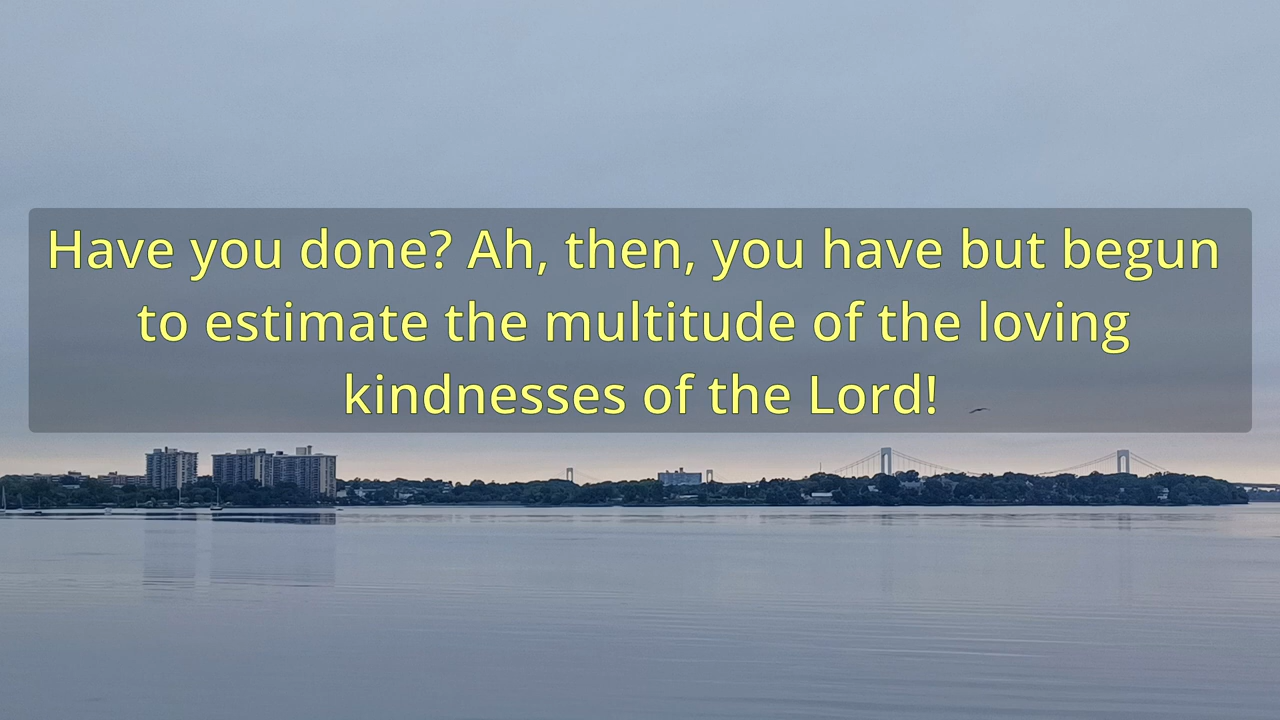 Have you done? Ah, then, you have but begun
to estimate the multitude of the loving
kindnesses of the Lord!